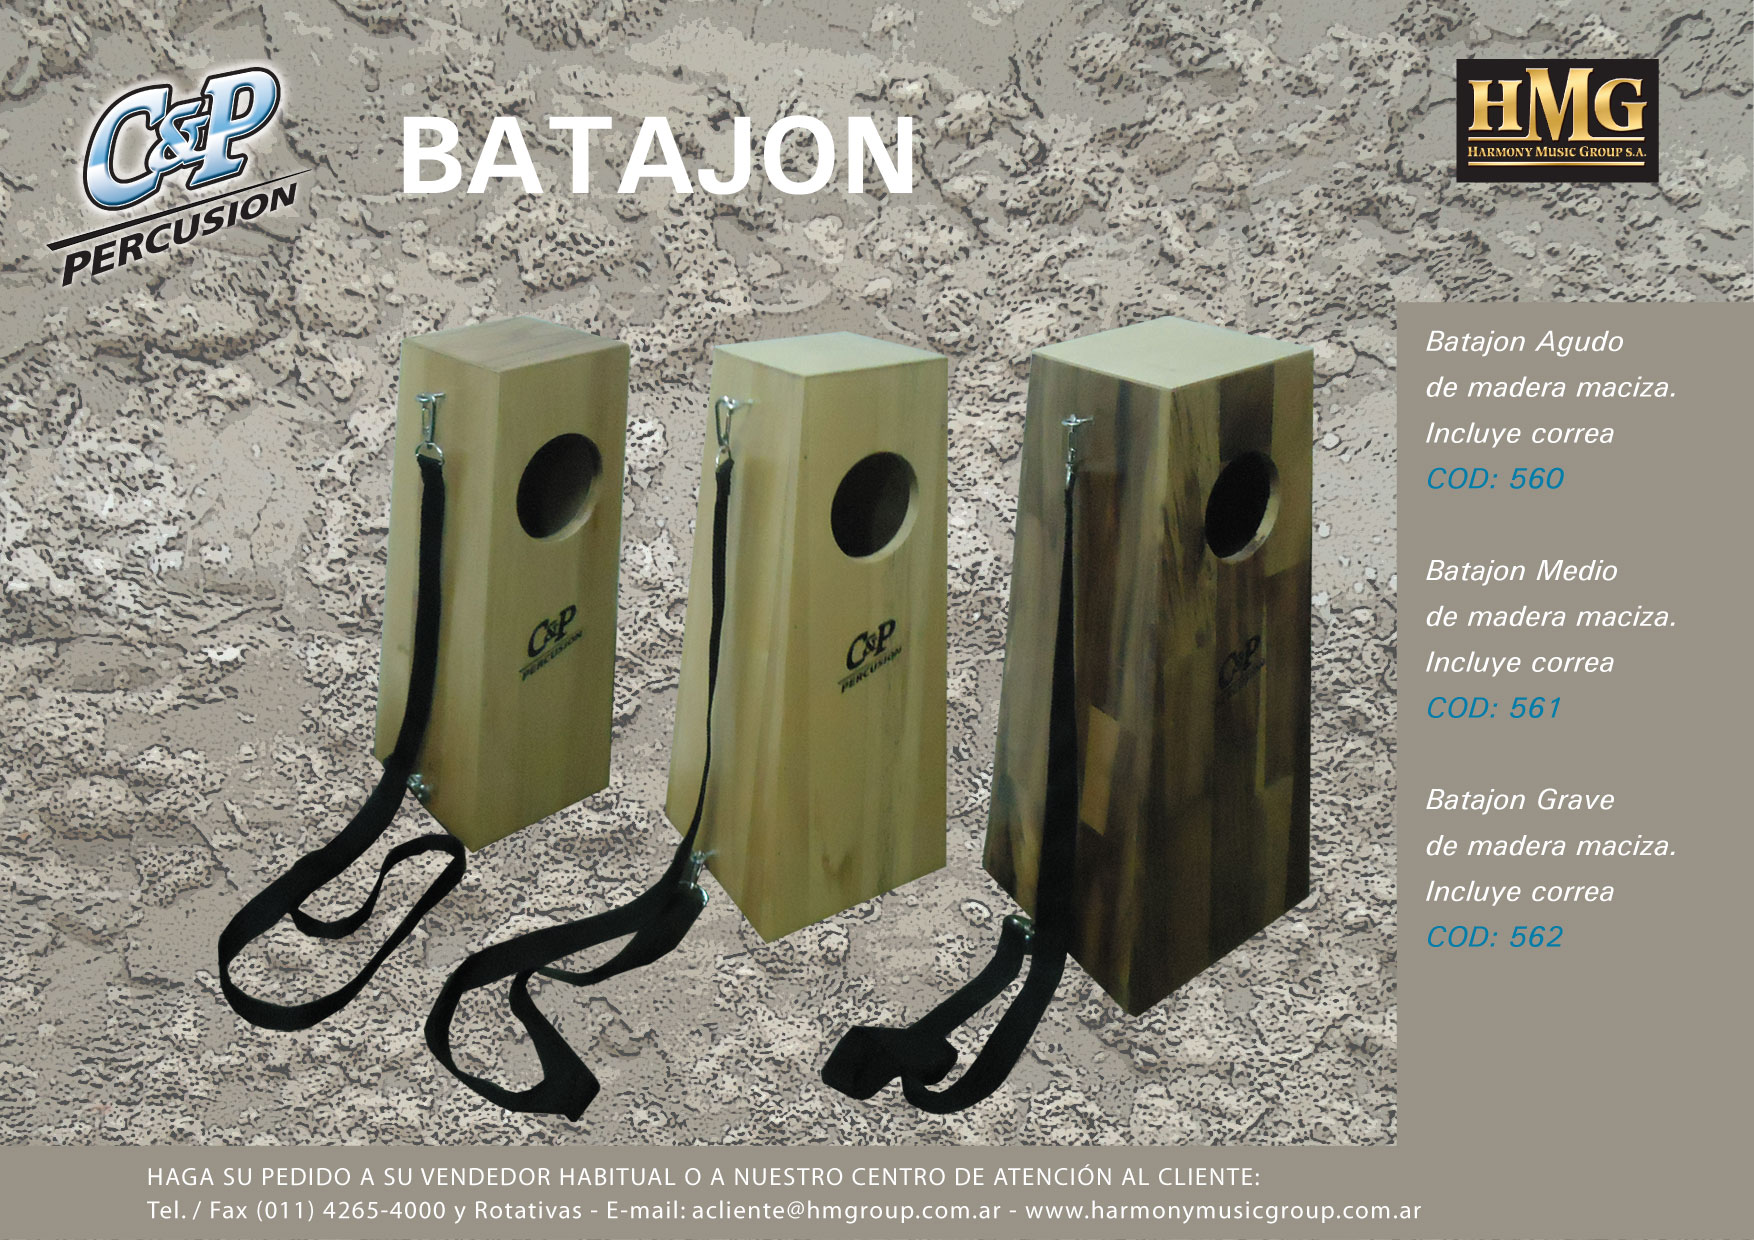 C&P
PERCUSION
BATAJON
HMG
HARMONY MUSIC GROUP S.A.
Batajon Agudo
de madera maciza.
Incluye correa
COD: 560
Batajon Medio
de madera maciza.
Incluye correa
COD: 561
Batajon Grave
de madera maciza.
Incluye correa
COD: 562
C&P
PERCUSION
C&P
PERCUSION
C&P
HAGA SU PEDIDO A SU VENDEDOR HABITUAL O A NUESTRO CENTRO DE ATENCIÓN AL CLIENTE:
Tel. / Fax (011) 4265-4000 y Rotativas - E-mail: acliente@hmgroup.com.ar - www.harmonymusicgroup.com.ar